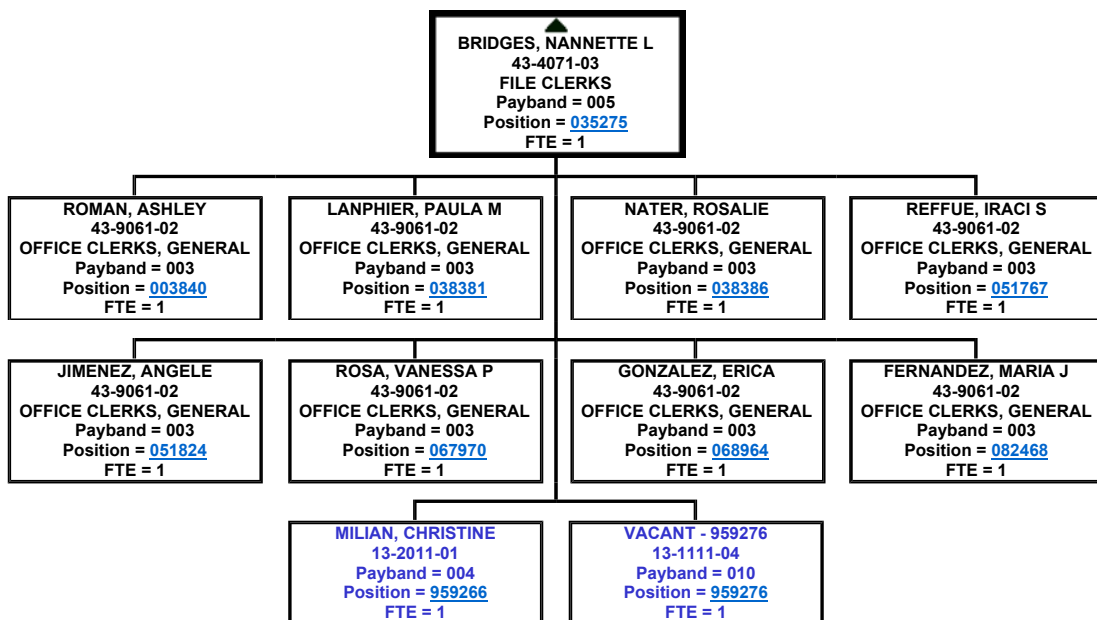 BRIDGES, NANNETTE L
43-4071-03
FILE CLERKS
Payband = 005
Position = 035275
FTE = 1
ROMAN, ASHLEY
43-9061-02
OFFICE CLERKS, GENERAL
Payband = 003
Position = 003840
FTE = 1
LANPHIER, PAULA M
43-9061-02
OFFICE CLERKS, GENERAL
Payband = 003
Position = 038381
FTE = 1
NATER, ROSALIE
43-9061-02
OFFICE CLERKS, GENERAL
Payband = 003
Position = 038386
FTE = 1
REFFUE, IRACI S
43-9061-02
OFFICE CLERKS, GENERAL
Payband = 003
Position = 051767
FTE = 1
JIMENEZ, ANGELE
43-9061-02
OFFICE CLERKS, GENERAL
Payband = 003
Position = 051824
FTE = 1
ROSA, VANESSA P
43-9061-02
OFFICE CLERKS, GENERAL
Payband = 003
Position = 067970
FTE = 1
GONZALEZ, ERICA
43-9061-02
OFFICE CLERKS, GENERAL
Payband = 003
Position = 068964
FTE = 1
FERNANDEZ, MARIA J
43-9061-02
OFFICE CLERKS, GENERAL
Payband = 003
Position = 082468
FTE = 1
MILIAN, CHRISTINE
13-2011-01
Payband = 004
Position = 959266
FTE = 1
VACANT - 959276
13-1111-04
Payband = 010
Position = 959276
FTE = 1